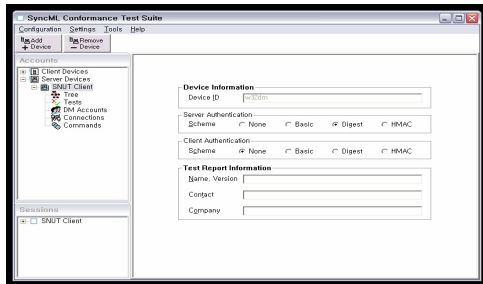 SyncML Conformance Test Suite
Configuration Settings Tools Help
Add
+ Device
Remove
— Device
Accounts
Client Devices
Server Devices
SNUT Client
Tree
Tests
DM Accounts
Connections
Commands
Sessions
SNUT Client
Device Information
Device ID w32dm
Server Authentication
Scheme None Basic Digest HMAC
Client Authentication
Scheme None Basic Digest HMAC
Test Report Information
Name, Version
Contact
Company